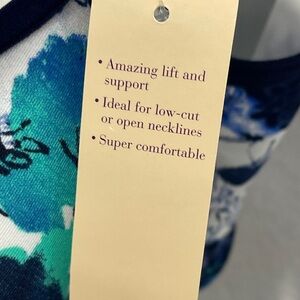 • Amazing lift and
support
• Ideal for low-cut
or open necklines
• Super comfortable